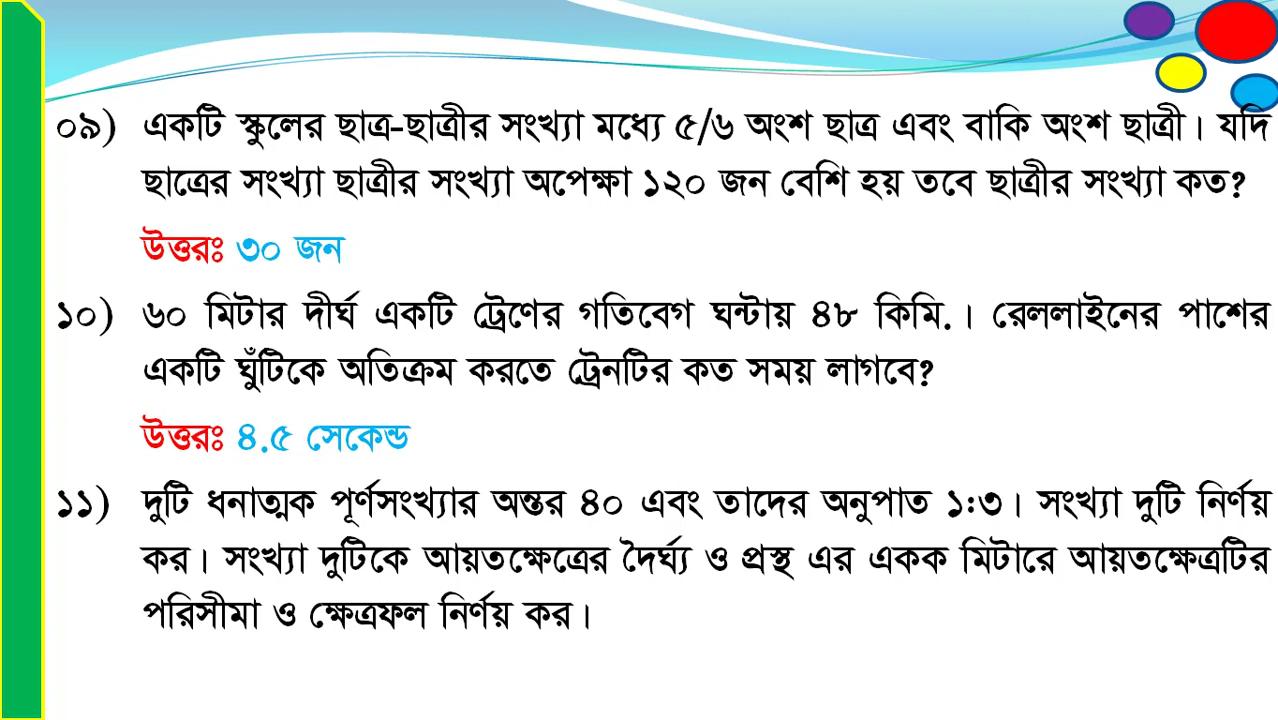 ০৯) একটি স্কুলের ছাত্র-ছাত্রীর সংখ্যা মধ্যে ৫/৬ অংশ ছাত্র এবং বাকি অংশ ছাত্রী। যদি
ছাত্রের সংখ্যা ছাত্রীর সংখ্যা অপেক্ষা ১২০ জন বেশি হয় তবে ছাত্রীর সংখ্যা কত?
উত্তরঃ ৩০ জন
১০) ৬০ মিটার দীর্ঘ একটি ট্রেণের গতিবেগ ঘন্টায় ৪৮ কিমি.। রেললাইনের পাশের
একটি ঘুঁটিকে অতিক্রম করতে ট্রেনটির কত সময় লাগবে?
উত্তরঃ ৪.৫ সেকেন্ড
১১) দুটি ধনাত্মক পূর্ণসংখ্যার অন্তর ৪০ এবং তাদের অনুপাত ১:৩। সংখ্যা দুটি নির্ণয়
কর। সংখ্যা দুটিকে আয়তক্ষেত্রের দৈর্ঘ্য ও প্রস্থ এর একক মিটারে আয়তক্ষেত্রটির
পরিসীমা ও ক্ষেত্রফল নির্ণয় কর।